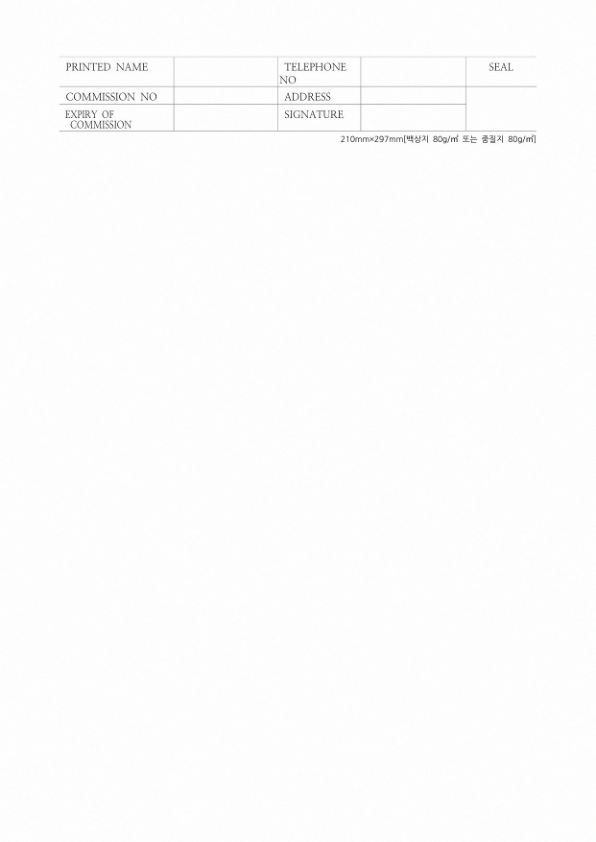 PRINTED NAME TELEPHONE NO SEAL
COMMISSION NO ADDRESS
EXPIRY OF COMMISSION SIGNATURE
210mm×297mm[백상지 80g/㎡ 또는 중질지 80g/㎡]